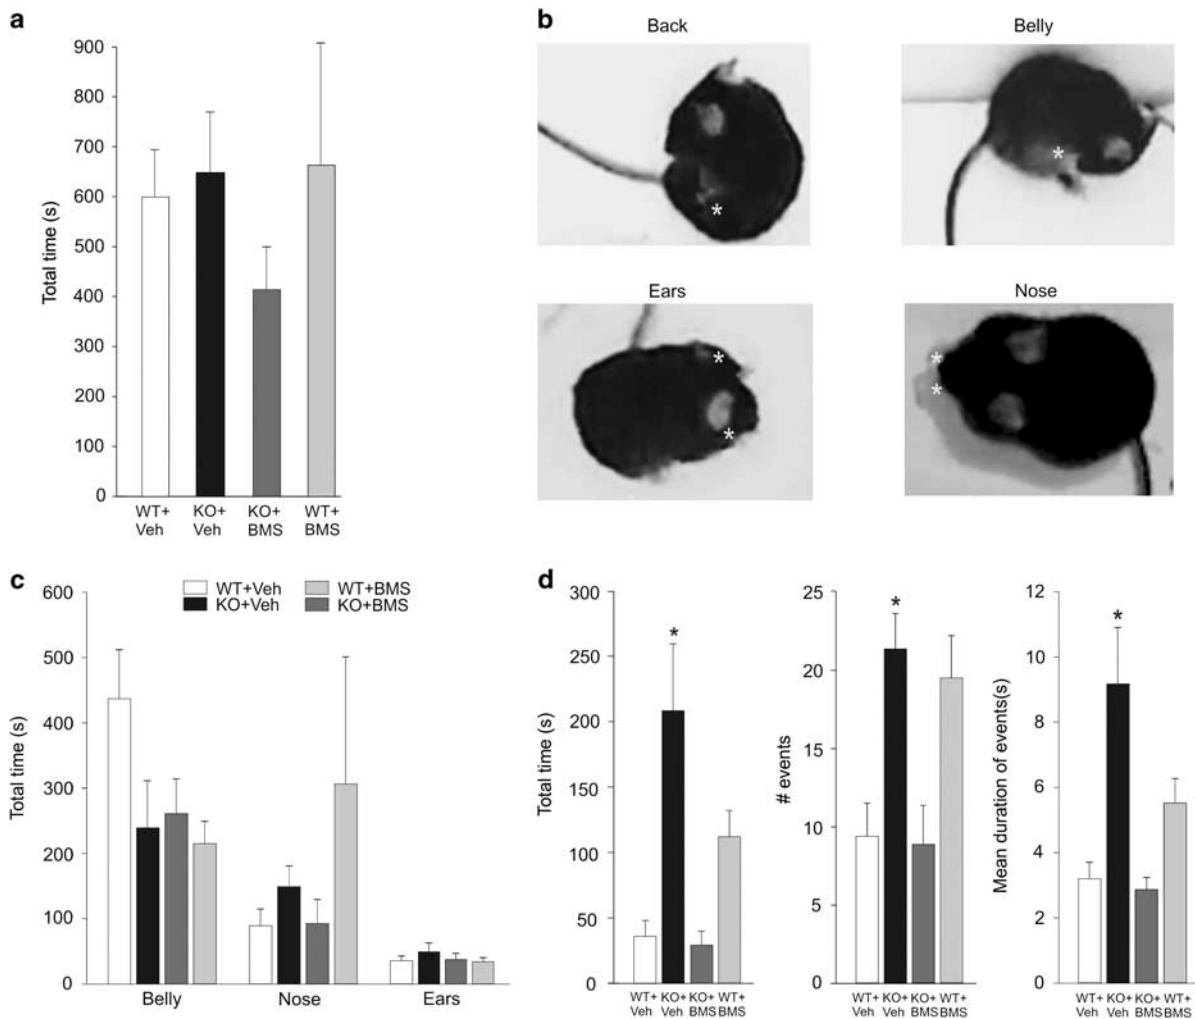 a
900
800
700
600
500
400
300
200
100
0
Total time (s)
WT+ Veh
KO+ Veh
KO+ BMS
WT+ BMS
b
Back
Belly
*
*
Ears
Nose
*
*
*
*
c
WT+Veh
WT+BMS
KO+Veh
KO+BMS
600
500
400
300
200
100
0
Total time (s)
Belly
Nose
Ears
d
300
250
200
150
100
50
0
Total time (s)
*
WT+ Veh
KO+ Veh
KO+ BMS
WT+ BMS
25
20
15
10
5
0
# events
*
WT+ Veh
KO+ Veh
KO+ BMS
WT+ BMS
12
10
8
6
4
2
0
Mean duration of events(s)
*
WT+ Veh
KO+ Veh
KO+ BMS
WT+ BMS